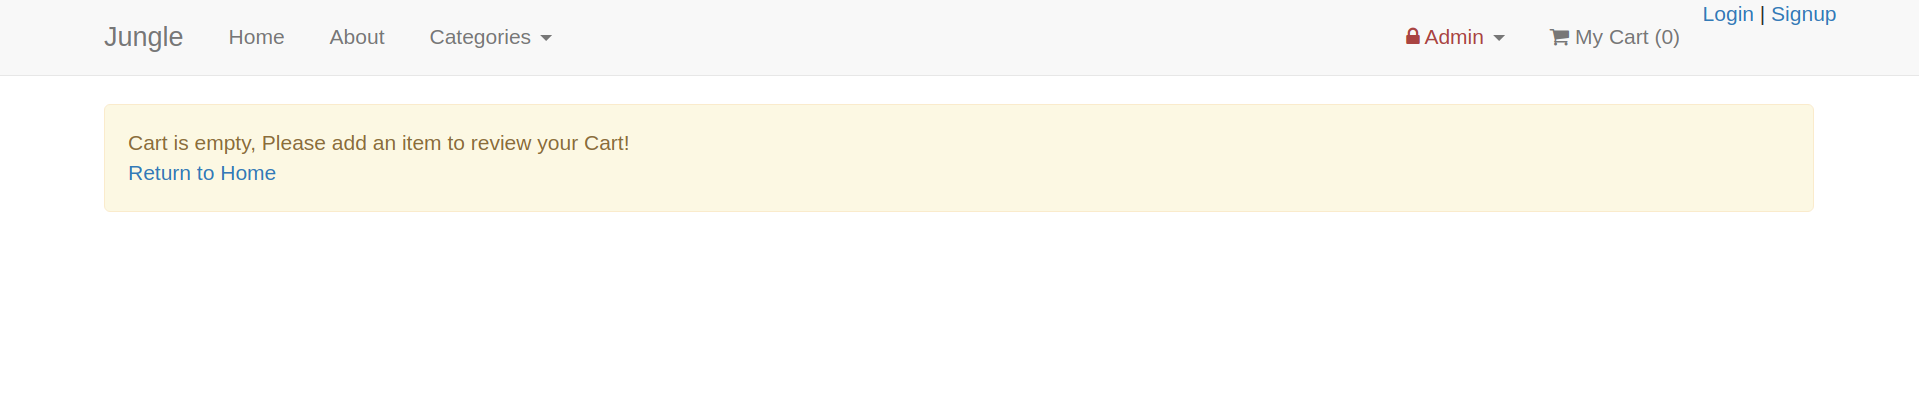 Login | Signup
Jungle Home About Categories Admin My Cart (0)
Cart is empty, Please add an item to review your Cart!
Return to Home